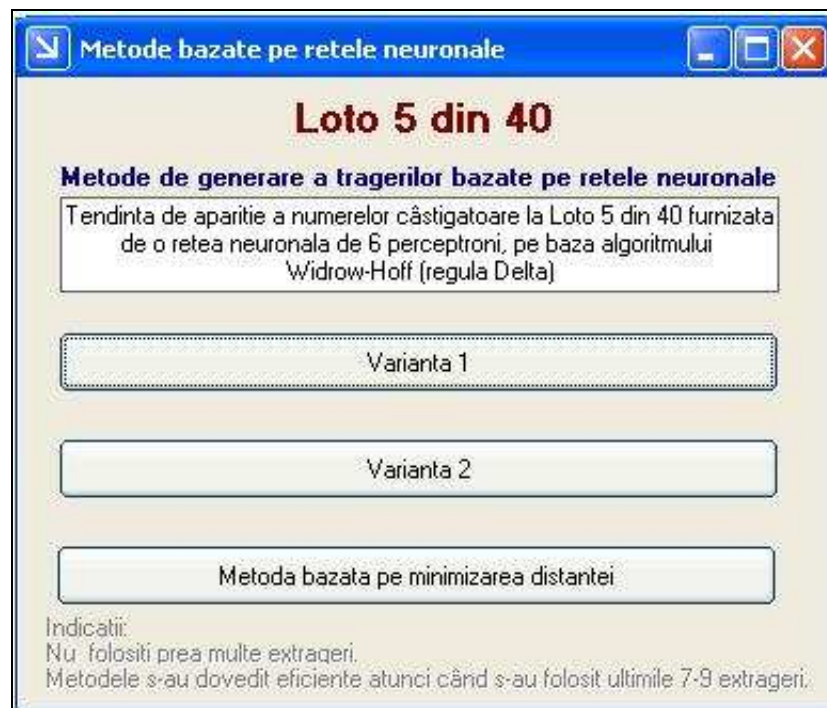 Metode bazate pe retele neuronale
Loto 5 din 40
Metode de generare a tragerilor bazate pe retele neuronale
Tendinta de aparitie a numerelor câstigatoare la Loto 5 din 40 furnizata
de o retea neuronala de 6 perceptroni, pe baza algoritmului
Widrow-Hoff (regula Delta)
Varianta 1
Varianta 2
Metoda bazata pe minimizarea distantei
Indicatii:
Nu folositi prea multe extrageri.
Metodele s-au dovedit eficiente atunci când s-au folosit ultimile 7-9 extrageri.